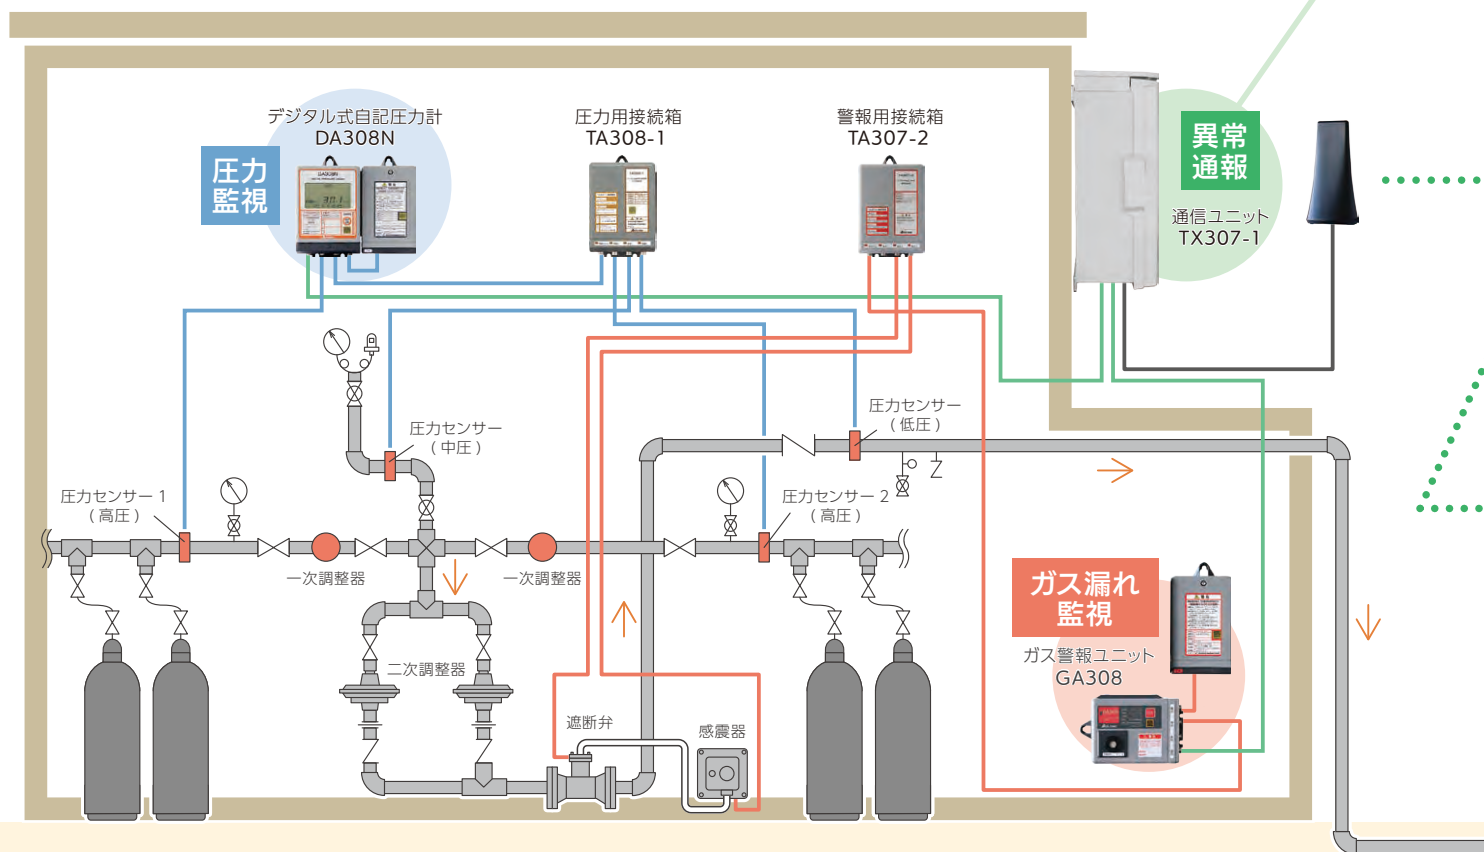 デジタル式自記圧力計
DA308N
圧力
監視
圧力用接続箱
TA308-1
警報用接続箱
TA307-2
異常
通報
通信ユニット
TX307-1
圧力センサー
(中圧)
圧力センサー
(低圧)
圧力センサー 1
(高圧)
圧力センサー 2
(高圧)
一次調整器
一次調整器
二次調整器
遮断弁
感震器
ガス漏れ
監視
ガス警報ユニット
GA308